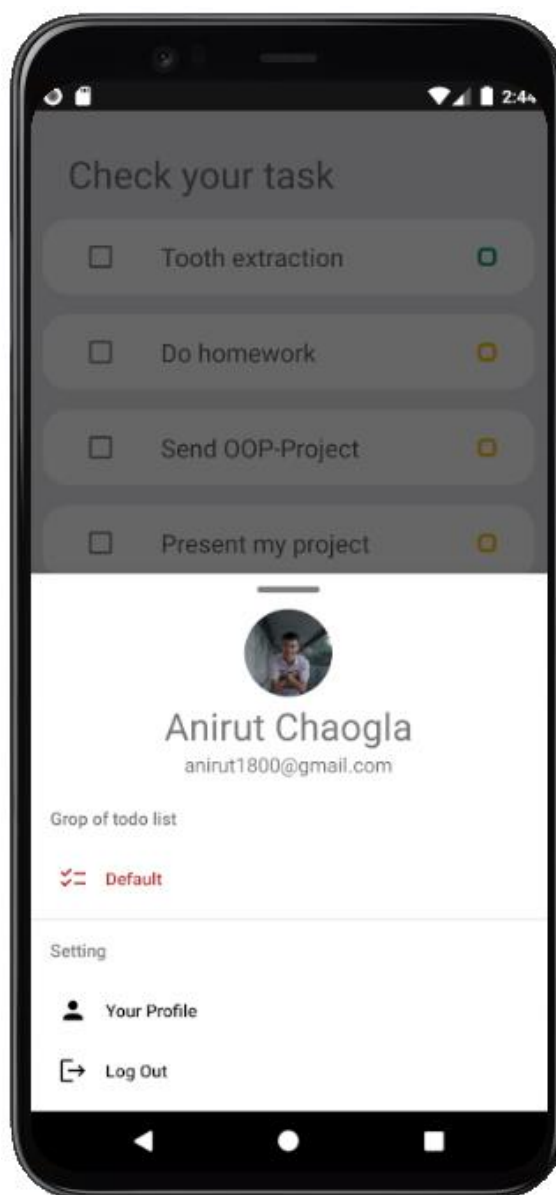 2:44
Check your task
Tooth extraction
Do homework
Send OOP-Project
Present my project
Anirut Chaogla
anirut1800@gmail.com
Grop of todo list
Default
Setting
Your Profile
Log Out